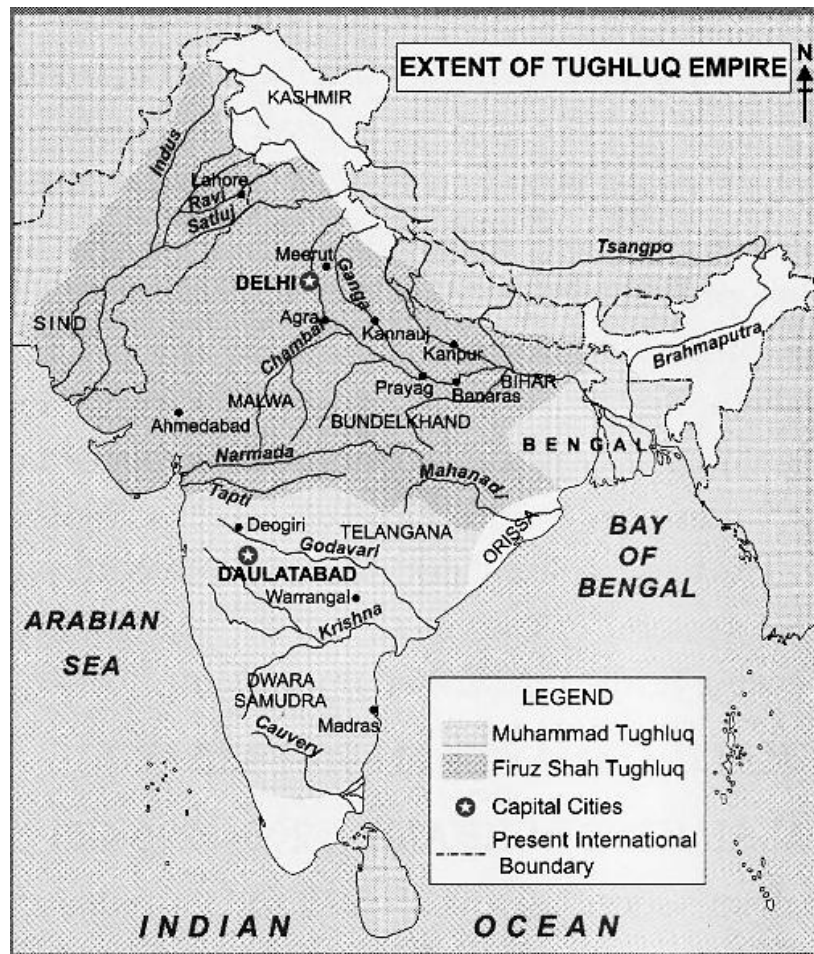 EXTENT OF TUGHLUQ EMPIRE
N
KASHMIR
Indus
Lahore
Ravi
Satluj
Tsangpo
Meerut
DELHI
Ganga
SIND
Agra
Chambal
Kannauj
Kanpur
Brahmaputra
Prayag
Banaras
BIHAR
MALWA
Ahmedabad
BUNDELKHAND
BENGAL
Narmada
Mahanadi
Tapti
Deogiri
TELANGANA
ORISSA
Godavari
DAULATABAD
Warrangal
Krishna
BAY
OF
BENGAL
ARABIAN
SEA
DWARA
SAMUDRA
Madras
Cauvery
LEGEND
Muhammad Tughluq
Firuz Shah Tughluq
Capital Cities
Present International
Boundary
INDIAN OCEAN